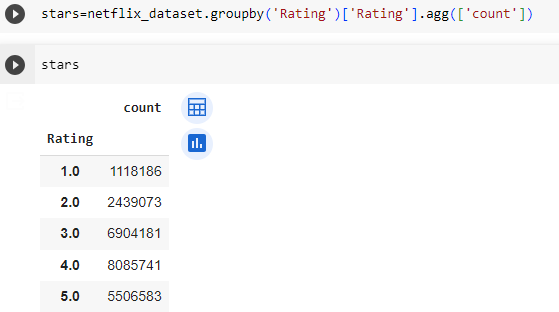 stars=netflix_dataset.groupby('Rating')['Rating'].agg(['count'])
stars
count
Rating
1.0 1118186
2.0 2439073
3.0 6904181
4.0 8085741
5.0 5506583